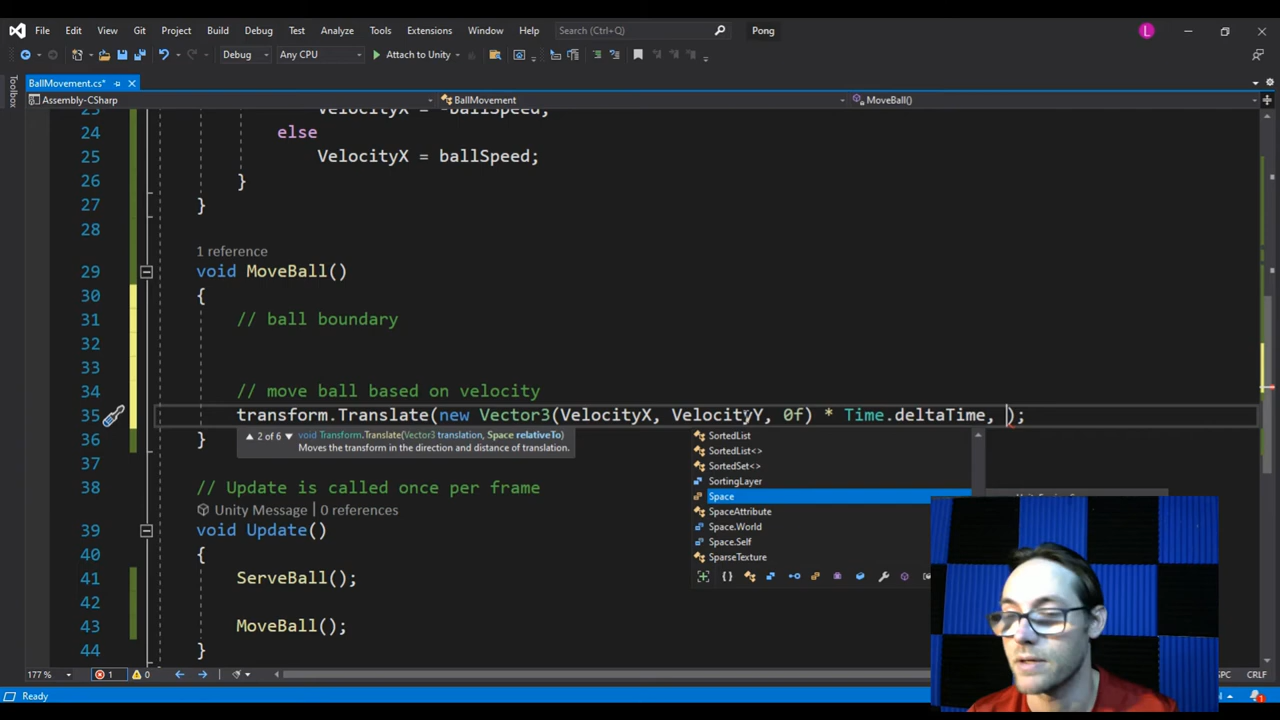 File Edit View Git Project Build Debug Test Analyze Tools Extensions Window Help Search (Ctrl+Q) Pong L
Debug Any CPU Attach to Unity
BallMovement.cs*
Toolbox
Assembly-CSharp BallMovement MoveBall()
23 VelocityX = -ballSpeed;
24 else
25 VelocityX = ballSpeed;
26 }
27 }
28
1 reference
29 void MoveBall()
30 {
31 // ball boundary
32
33
34 // move ball based on velocity
35 transform.Translate(new Vector3(VelocityX, VelocityY, 0f) * Time.deltaTime, );
36 }
2 of 6 void Transform.Translate(Vector3 translation, Space relativeTo)
Moves the transform in the direction and distance of translation.
SortedList
SortedList<>
SortedSet<>
SortingLayer
Space
SpaceAttribute
Space.World
Space.Self
SparseTexture
37
38 // Update is called once per frame
Unity Message | 0 references
39 void Update()
40 {
41 ServeBall();
42
43 MoveBall();
44 }
177 % 1 0 SPC CRLF
Ready 1